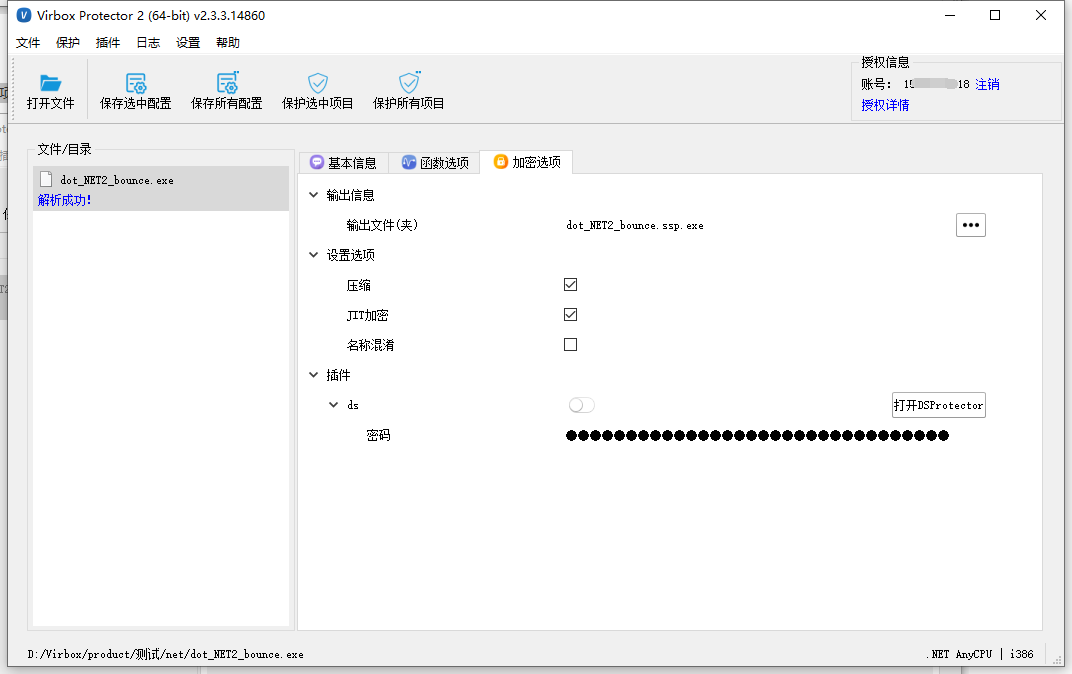 Virbox Protector 2 (64-bit) v2.3.3.14860
文件 保护 插件 日志 设置 帮助
打开文件 保存选中配置 保存所有配置 保护选中项目 保护所有项目
授权信息
账号： 15 18 注销
授权详情
文件/目录
dot_NET2_bounce.exe
解析成功!
基本信息 函数选项 加密选项
输出信息
输出文件(夹) dot_NET2_bounce.ssp.exe •••
设置选项
压缩
JIT加密
名称混淆
插件
ds 打开DSProtector
密码 ●●●●●●●●●●●●●●●●●●●●●●●●●●●●●●●●
D:/Virbox/product/测试/net/dot_NET2_bounce.exe .NET AnyCPU | i386